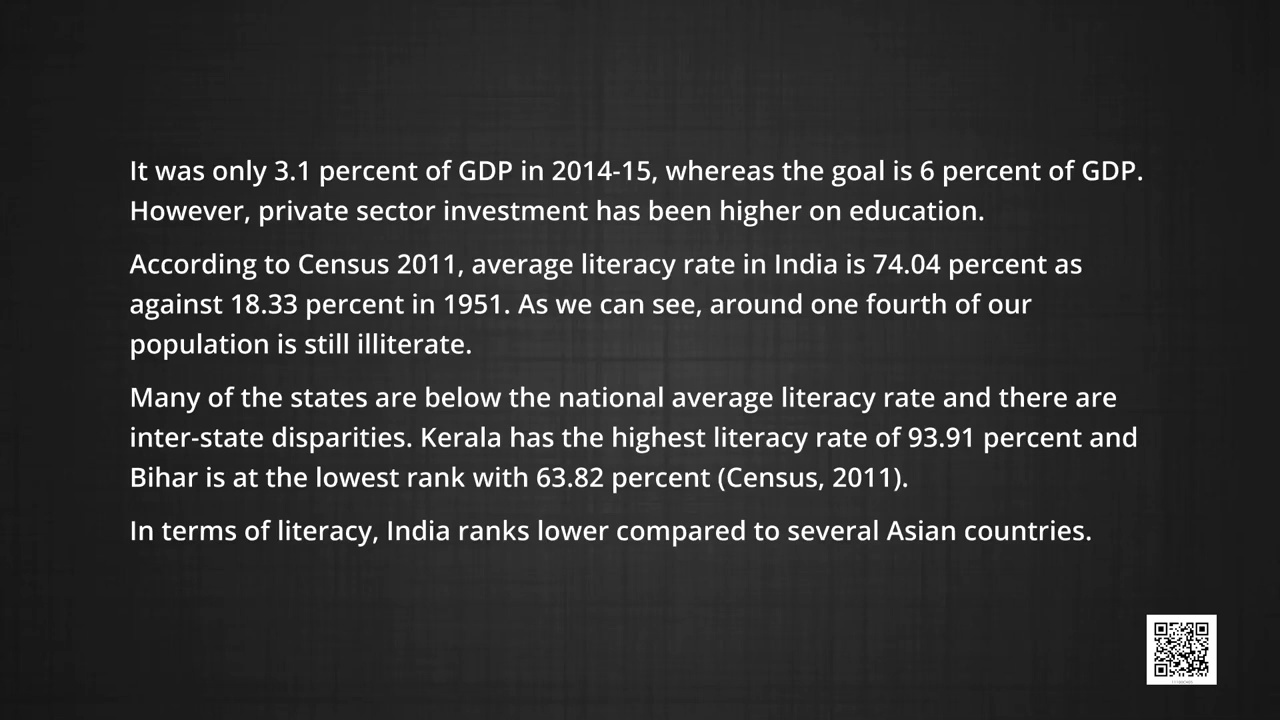 It was only 3.1 percent of GDP in 2014-15, whereas the goal is 6 percent of GDP.
However, private sector investment has been higher on education.
According to Census 2011, average literacy rate in India is 74.04 percent as
against 18.33 percent in 1951. As we can see, around one fourth of our
population is still illiterate.
Many of the states are below the national average literacy rate and there are
inter-state disparities. Kerala has the highest literacy rate of 93.91 percent and
Bihar is at the lowest rank with 63.82 percent (Census, 2011).
In terms of literacy, India ranks lower compared to several Asian countries.